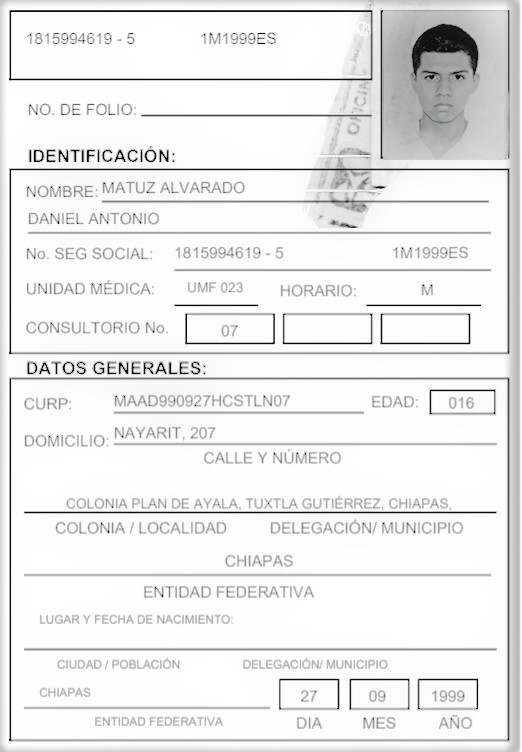 1815994619 - 5 1M1999ES
OFICIAL
NO. DE FOLIO:
IDENTIFICACIÓN:
NOMBRE: MATUZ ALVARADO
DANIEL ANTONIO
No. SEG SOCIAL: 1815994619 - 5 1M1999ES
UNIDAD MÉDICA: UMF 023 HORARIO: M
CONSULTORIO No. 07
DATOS GENERALES:
CURP: MAAD990927HCSTLN07 EDAD: 016
DOMICILIO: NAYARIT, 207
CALLE Y NÚMERO
COLONIA PLAN DE AYALA, TUXTLA GUTIÉRREZ, CHIAPAS,
COLONIA / LOCALIDAD DELEGACIÓN/ MUNICIPIO
CHIAPAS
ENTIDAD FEDERATIVA
LUGAR Y FECHA DE NACIMIENTO:
CIUDAD / POBLACIÓN DELEGACIÓN/ MUNICIPIO
CHIAPAS 27 09 1999
ENTIDAD FEDERATIVA DIA MES AÑO